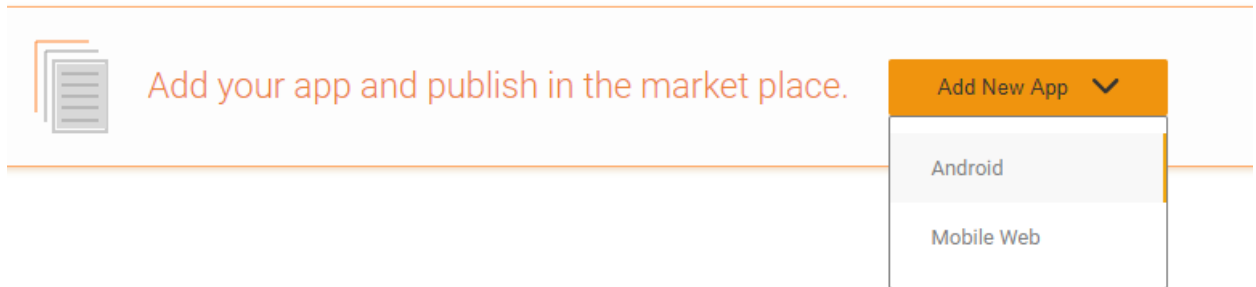 Add your app and publish in the market place.
Add New App
Android
Mobile Web